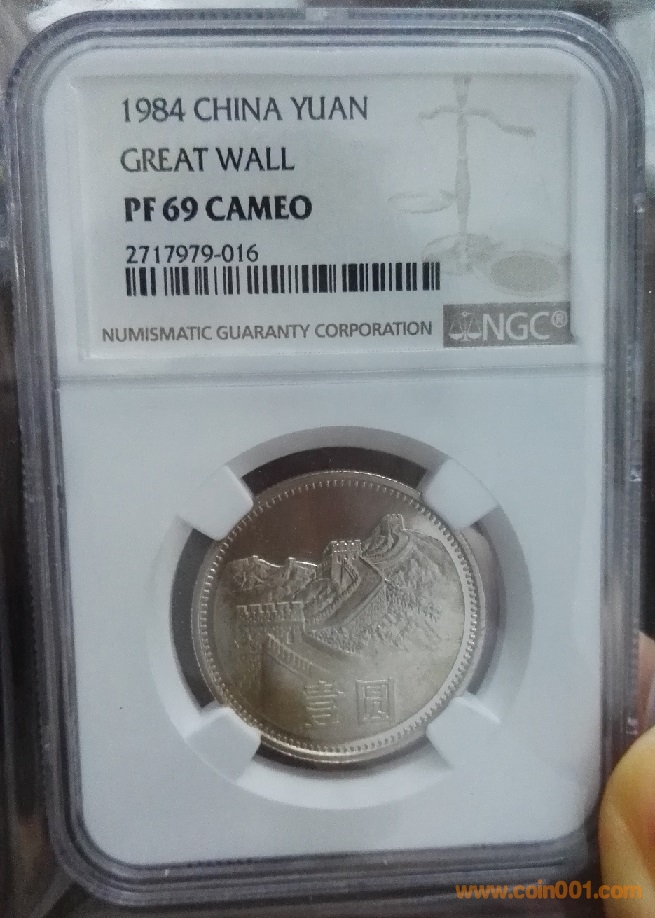 1984 CHINA YUAN
GREAT WALL
PF 69 CAMEO
2717979-016
NUMISMATIC GUARANTY CORPORATION
NGC®
壹圆
www.coin001.com